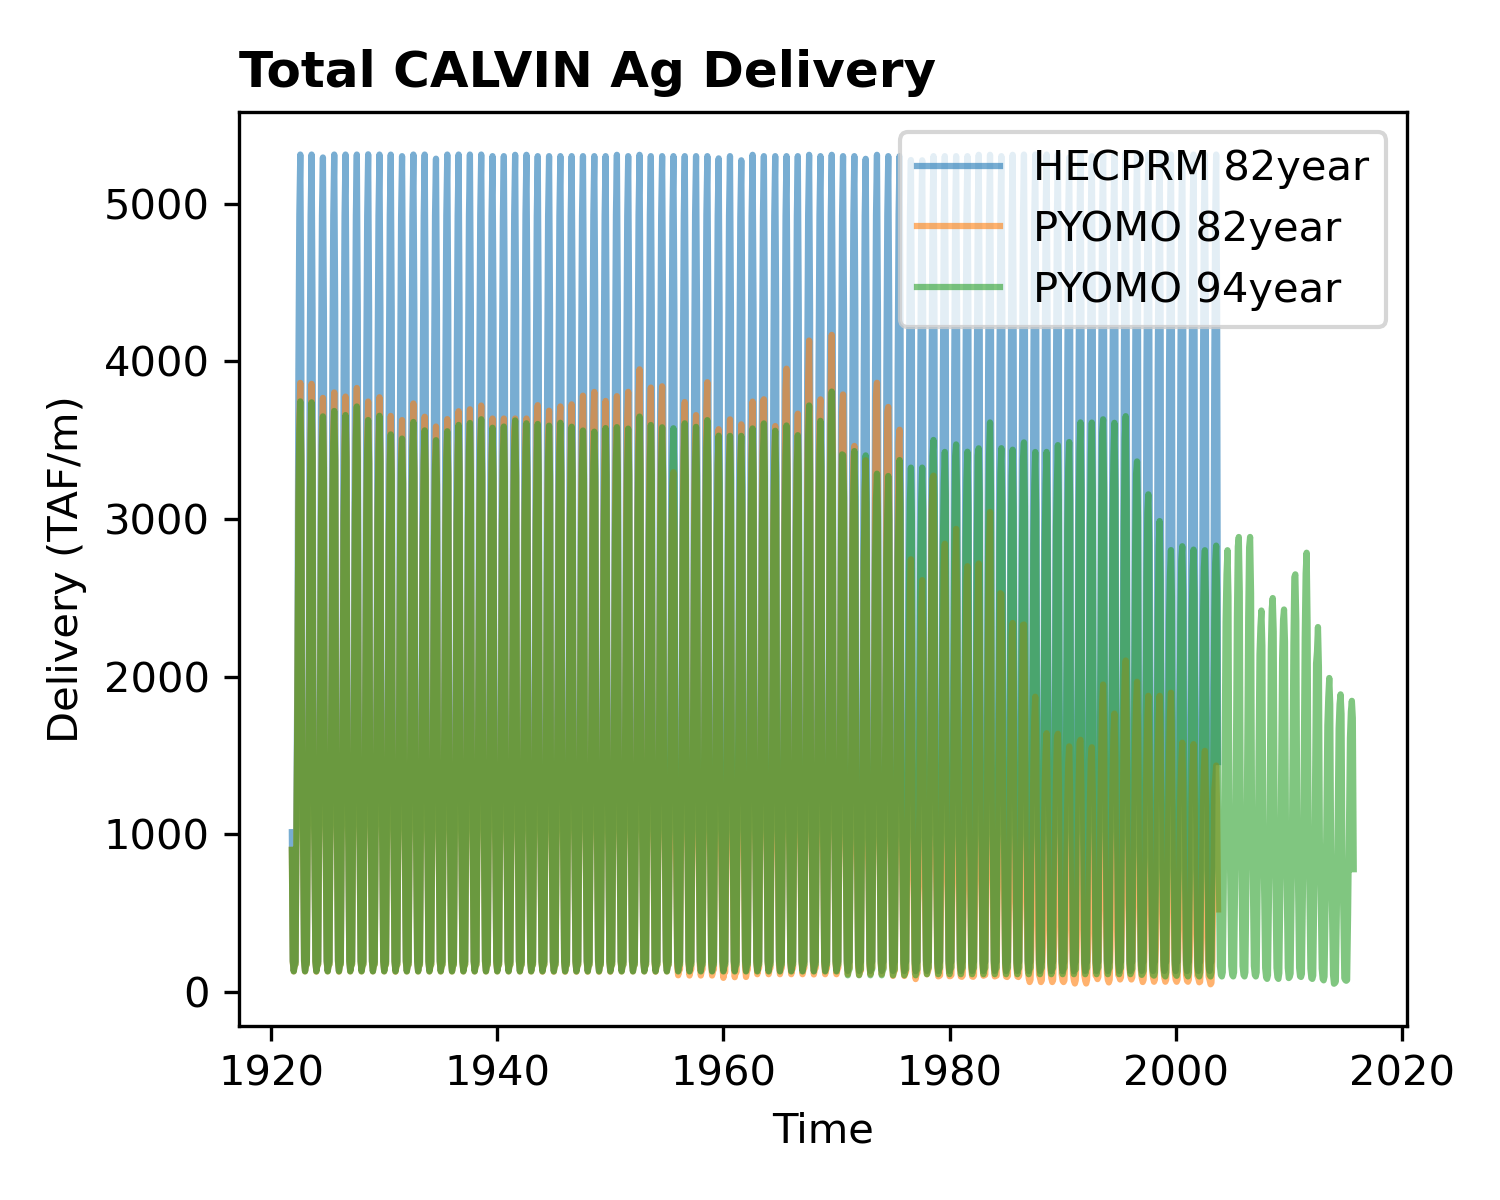 Total CALVIN Ag Delivery
HECPRM 82year
PYOMO 82year
PYOMO 94year
5000
4000
3000
2000
1000
0
Delivery (TAF/m)
1920 1940 1960 1980 2000 2020
Time